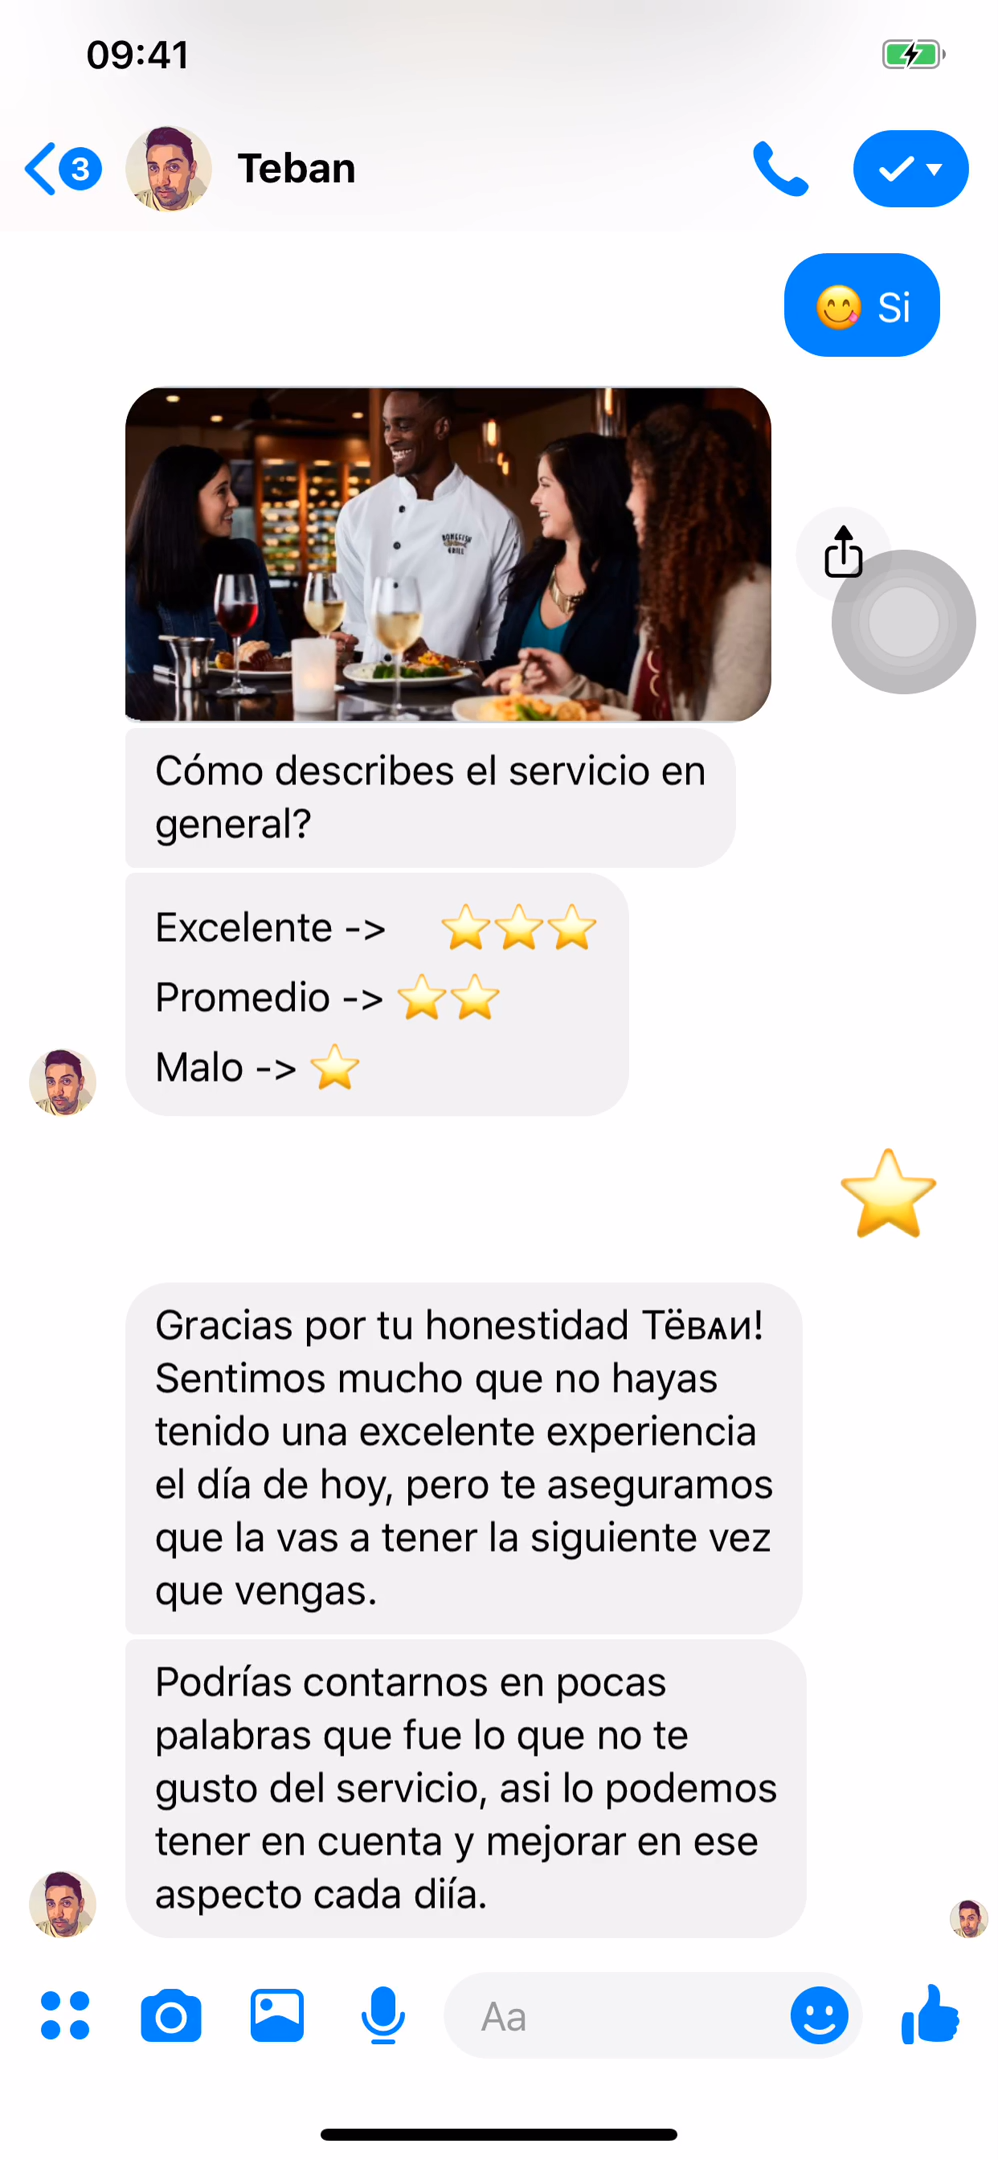 09:41
3
Teban
😋 Si
BONEFISH
GRILL
Cómo describes el servicio en
general?
Excelente -> ⭐⭐⭐
Promedio -> ⭐⭐
Malo -> ⭐
⭐
Gracias por tu honestidad Тёвѧи!
Sentimos mucho que no hayas
tenido una excelente experiencia
el día de hoy, pero te aseguramos
que la vas a tener la siguiente vez
que vengas.
Podrías contarnos en pocas
palabras que fue lo que no te
gusto del servicio, asi lo podemos
tener en cuenta y mejorar en ese
aspecto cada diía.
Aa